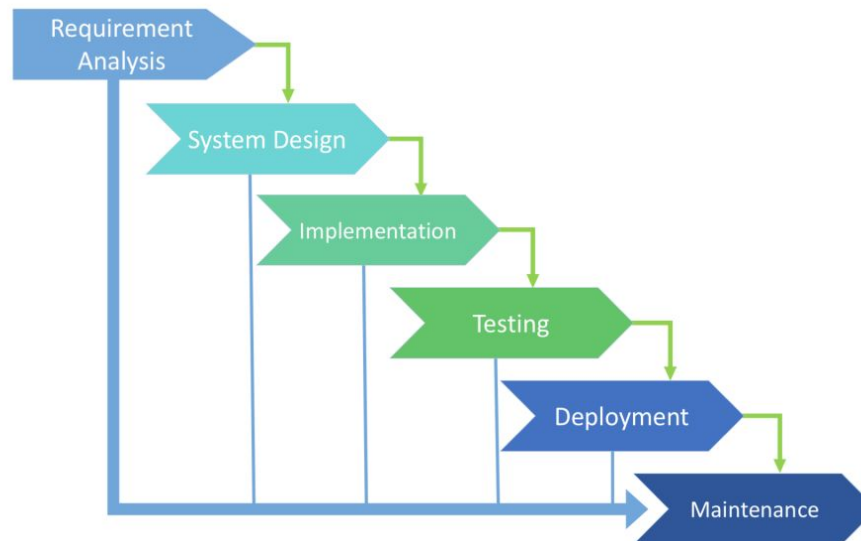 Requirement
Analysis
System Design
Implementation
Testing
Deployment
Maintenance